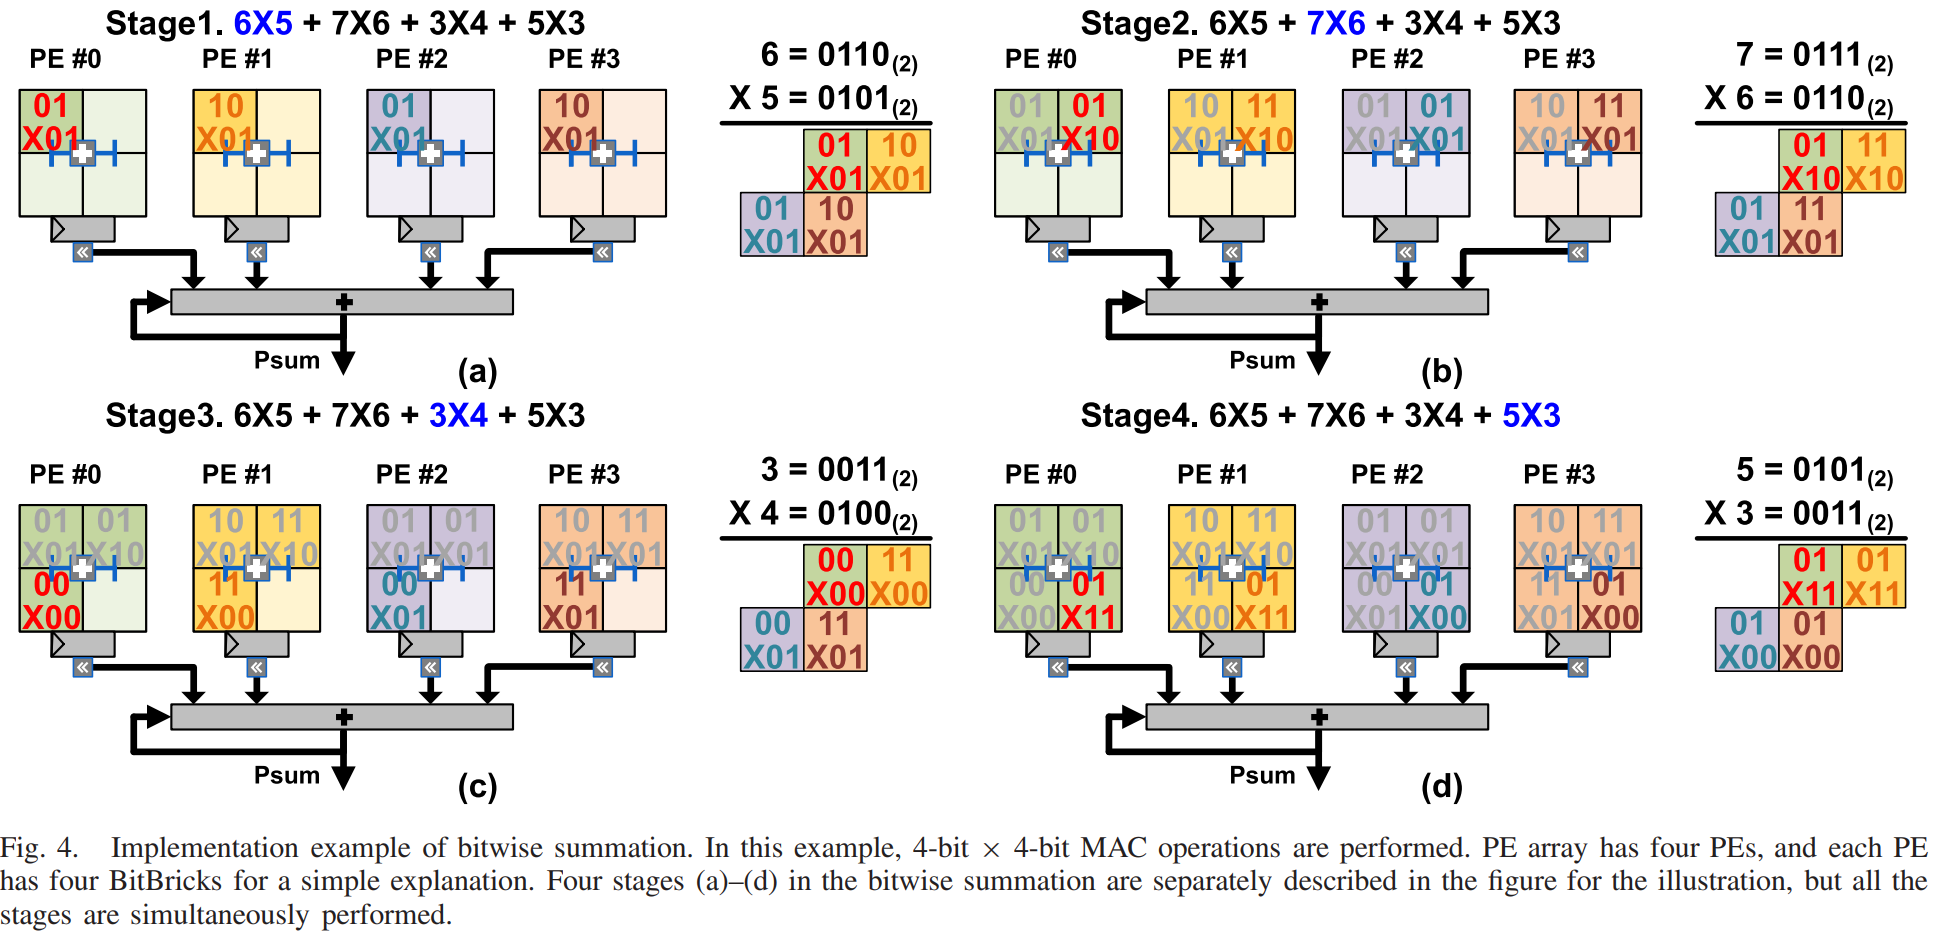 Stage1. 6X5 + 7X6 + 3X4 + 5X3
PE #0 PE #1 PE #2 PE #3
01 10 01 10
X01 X01 X01 X01
« « « «
+
Psum
6 = 0110(2)
X 5 = 0101(2)
01 10
X01 X01
01 10
X01 X01
(a)
Stage2. 6X5 + 7X6 + 3X4 + 5X3
PE #0 PE #1 PE #2 PE #3
01 01 10 11 01 01 10 11
X01 X10 X01 X10 X01 X01 X01 X01
« « « «
+
Psum
7 = 0111(2)
X 6 = 0110(2)
01 11
X10 X10
01 11
X01 X01
(b)
Stage3. 6X5 + 7X6 + 3X4 + 5X3
PE #0 PE #1 PE #2 PE #3
01 01 10 11 01 01 10 11
X01 X10 X01 X10 X01 X01 X01 X01
00 11 00 11
X00 X00 X01 X01
« « « «
+
Psum
3 = 0011(2)
X 4 = 0100(2)
00 11
X00 X00
00 11
X01 X01
(c)
Stage4. 6X5 + 7X6 + 3X4 + 5X3
PE #0 PE #1 PE #2 PE #3
01 01 10 11 01 01 10 11
X01 X10 X01 X10 X01 X01 X01 X01
00 01 11 01 00 01 11 01
X00 X11 X00 X11 X01 X00 X01 X00
« « « «
+
Psum
5 = 0101(2)
X 3 = 0011(2)
01 01
X11 X11
01 01
X00 X00
(d)
Fig. 4. Implementation example of bitwise summation. In this example, 4-bit × 4-bit MAC operations are performed. PE array has four PEs, and each PE
has four BitBricks for a simple explanation. Four stages (a)–(d) in the bitwise summation are separately described in the figure for the illustration, but all the
stages are simultaneously performed.